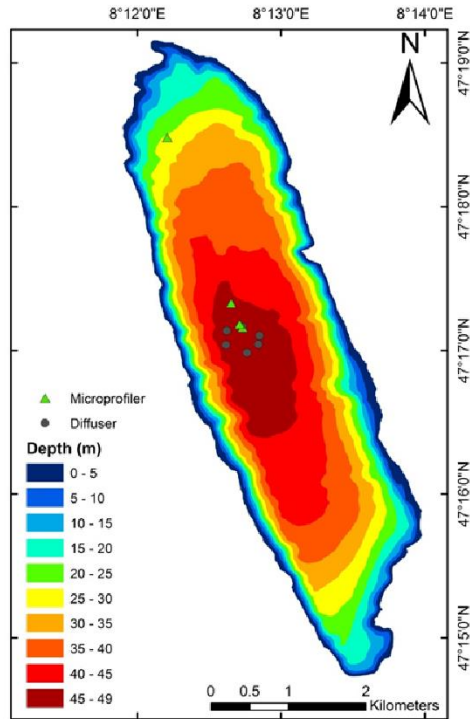 8°12'0"E 8°13'0"E 8°14'0"E
N
47°19'0"N
47°18'0"N
47°17'0"N
47°16'0"N
47°15'0"N
Microprofiler
Diffuser
Depth (m)
0 - 5
5 - 10
10 - 15
15 - 20
20 - 25
25 - 30
30 - 35
35 - 40
40 - 45
45 - 49
0 0.5 1 2
Kilometers